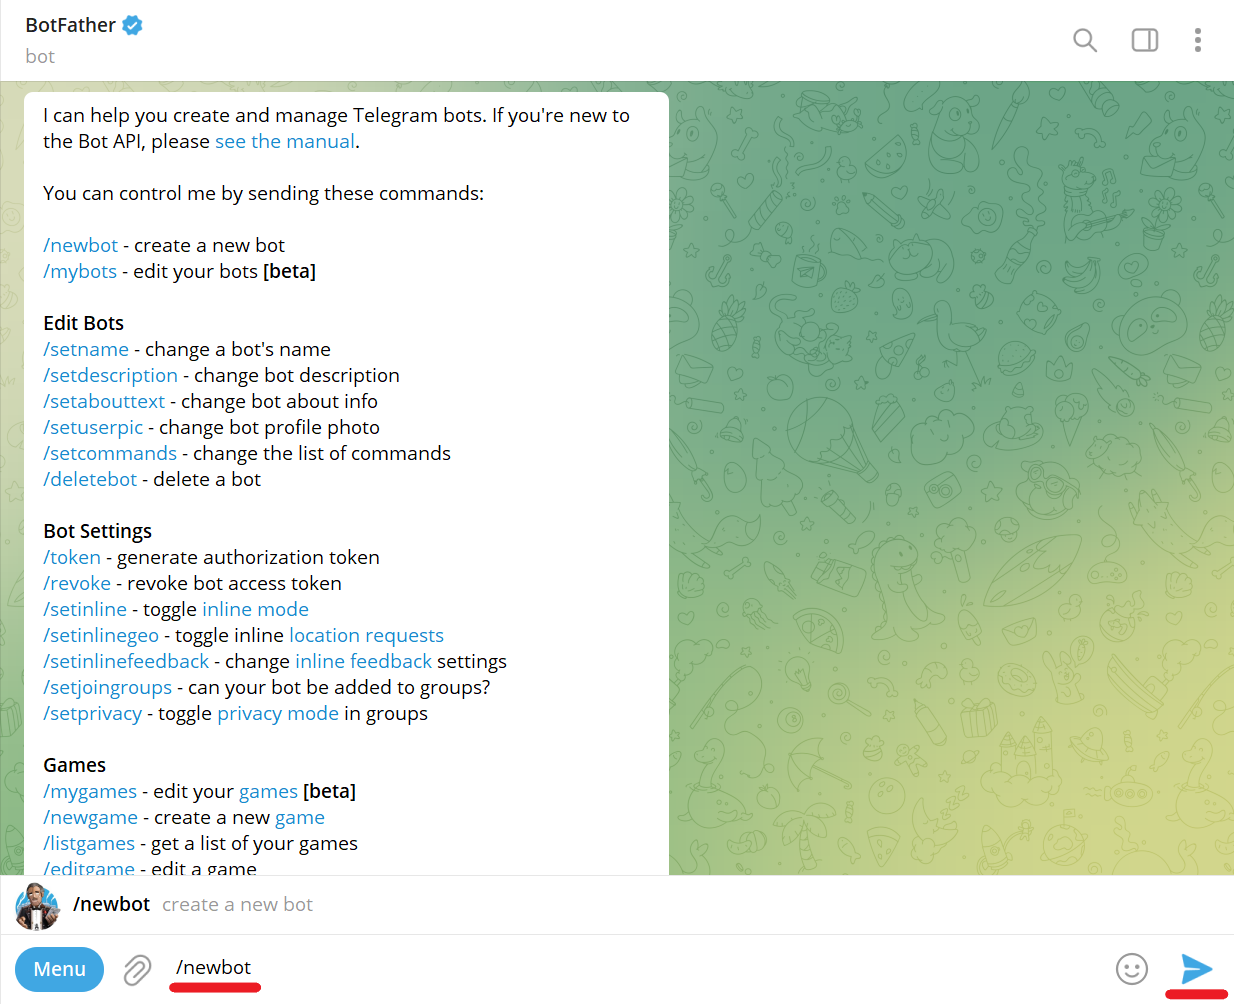 BotFather
bot
I can help you create and manage Telegram bots. If you're new to
the Bot API, please see the manual.
You can control me by sending these commands:
/newbot - create a new bot
/mybots - edit your bots [beta]
Edit Bots
/setname - change a bot's name
/setdescription - change bot description
/setabouttext - change bot about info
/setuserpic - change bot profile photo
/setcommands - change the list of commands
/deletebot - delete a bot
Bot Settings
/token - generate authorization token
/revoke - revoke bot access token
/setinline - toggle inline mode
/setinlinegeo - toggle inline location requests
/setinlinefeedback - change inline feedback settings
/setjoingroups - can your bot be added to groups?
/setprivacy - toggle privacy mode in groups
Games
/mygames - edit your games [beta]
/newgame - create a new game
/listgames - get a list of your games
/editgame - edit a game
/newbot create a new bot
Menu /newbot